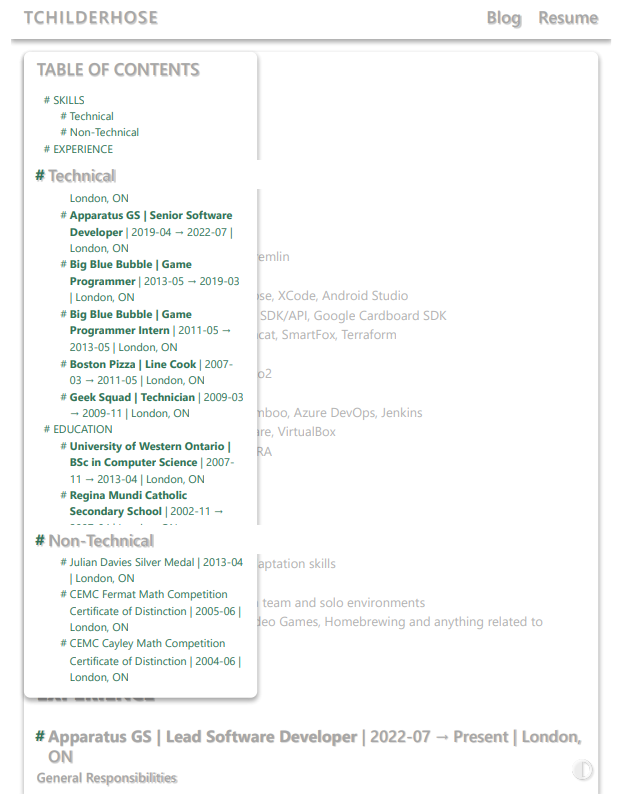 TCHILDERHOSE
Blog Resume
TABLE OF CONTENTS
# SKILLS
# Technical
# Non-Technical
# EXPERIENCE
# Technical
London, ON
# Apparatus GS | Senior Software
Developer | 2019-04 → 2022-07 |
London, ON
# Big Blue Bubble | Game
Programmer | 2013-05 → 2019-03
| London, ON
# Big Blue Bubble | Game
Programmer Intern | 2011-05 →
2013-05 | London, ON
# Boston Pizza | Line Cook | 2007-
03 → 2011-05 | London, ON
# Geek Squad | Technician | 2009-03
→ 2009-11 | London, ON
# EDUCATION
# University of Western Ontario |
BSc in Computer Science | 2007-
11 → 2013-04 | London, ON
# Regina Mundi Catholic
Secondary School | 2002-11 →
remlin
XCode, Android Studio
SDK/API, Google Cardboard SDK
SmartFox, Terraform
Azure DevOps, Jenkins
VirtualBox
# Non-Technical
# Julian Davies Silver Medal | 2013-04
| London, ON
# CEMC Fermat Math Competition
Certificate of Distinction | 2005-06 |
London, ON
# CEMC Cayley Math Competition
Certificate of Distinction | 2004-06 |
London, ON
aptation skills
team and solo environments
deo Games, Homebrewing and anything related to
# Apparatus GS | Lead Software Developer | 2022-07 → Present | London,
ON
General Responsibilities